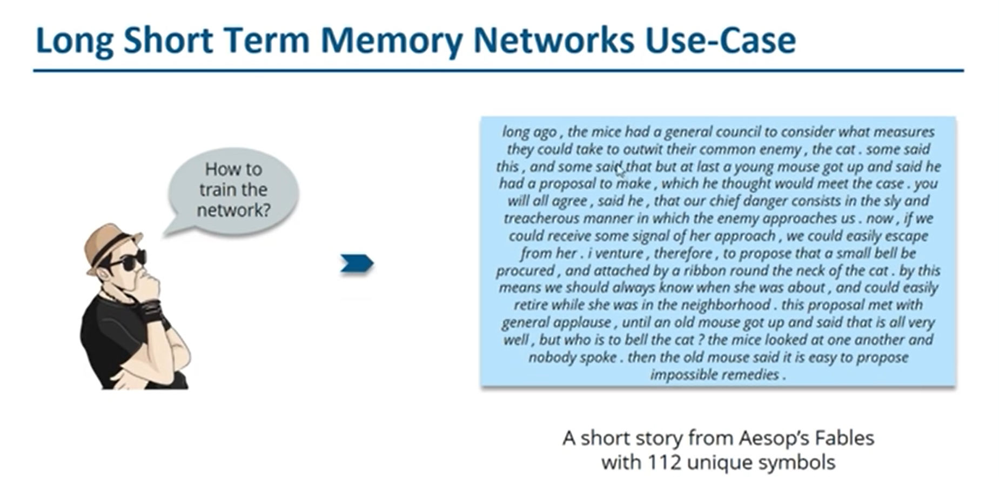 Long Short Term Memory Networks Use-Case
How to
train the
network?
long ago , the mice had a general council to consider what measures
they could take to outwit their common enemy , the cat . some said
this , and some said that but at last a young mouse got up and said he
had a proposal to make , which he thought would meet the case . you
will all agree , said he , that our chief danger consists in the sly and
treacherous manner in which the enemy approaches us . now , if we
could receive some signal of her approach , we could easily escape
from her . i venture , therefore , to propose that a small bell be
procured , and attached by a ribbon round the neck of the cat . by this
means we should always know when she was about , and could easily
retire while she was in the neighborhood . this proposal met with
general applause , until an old mouse got up and said that is all very
well , but who is to bell the cat ? the mice looked at one another and
nobody spoke . then the old mouse said it is easy to propose
impossible remedies .
A short story from Aesop's Fables
with 112 unique symbols